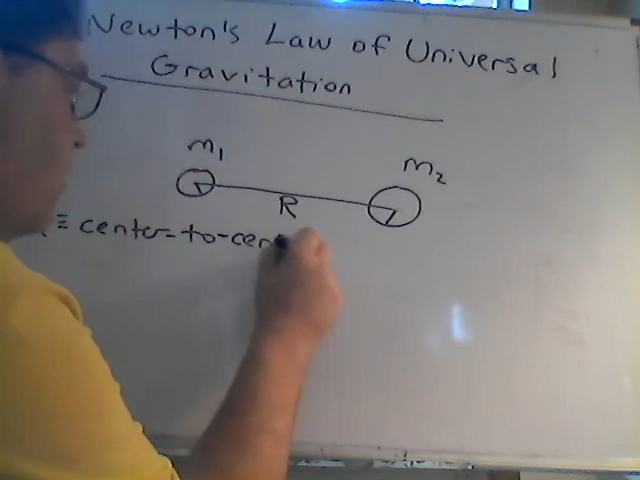 Newton's Law of Universal
Gravitation
m1
m2
R
≡ center-to-cen